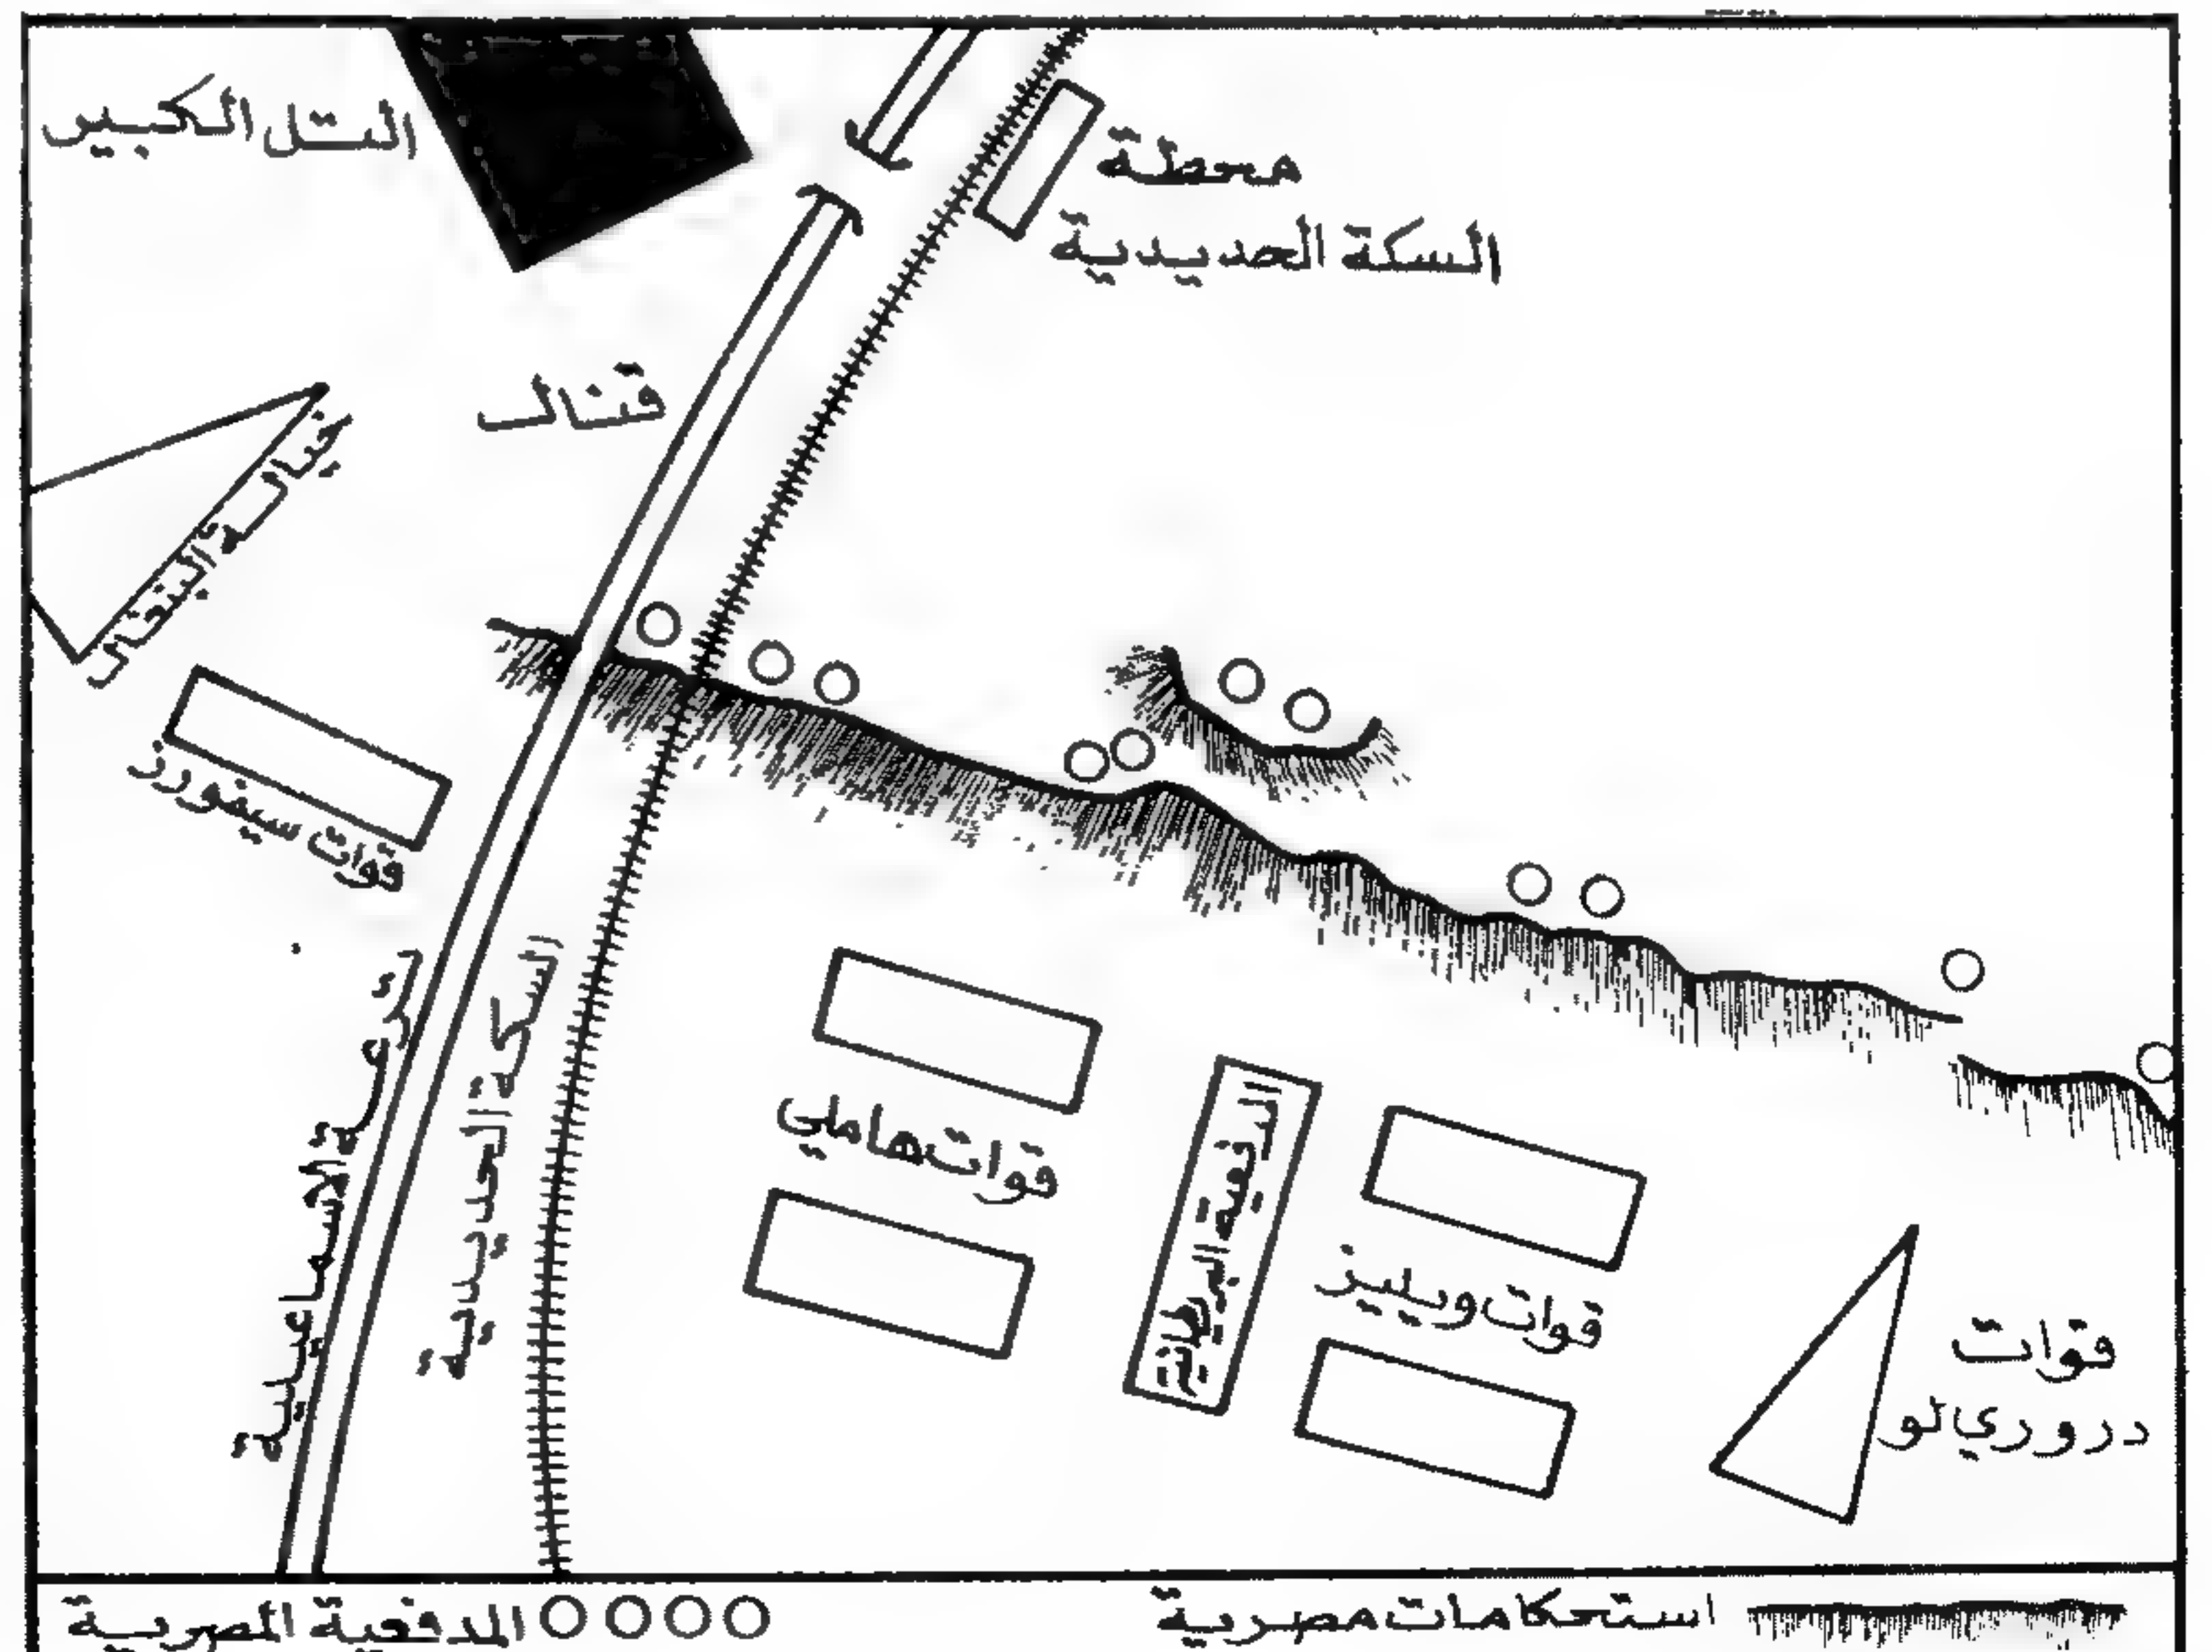 التل الكبير
محطة
السكة الحديدية
قنال
خيالة البنغال
قوات سيفورز
ترعة الاسماعيلية
السكة الحديدية
قوات هاملي
المدفعية البريطانية
قوات ويليز
قوات
دروري لو
استحكامات مصرية
المدفعية المصرية